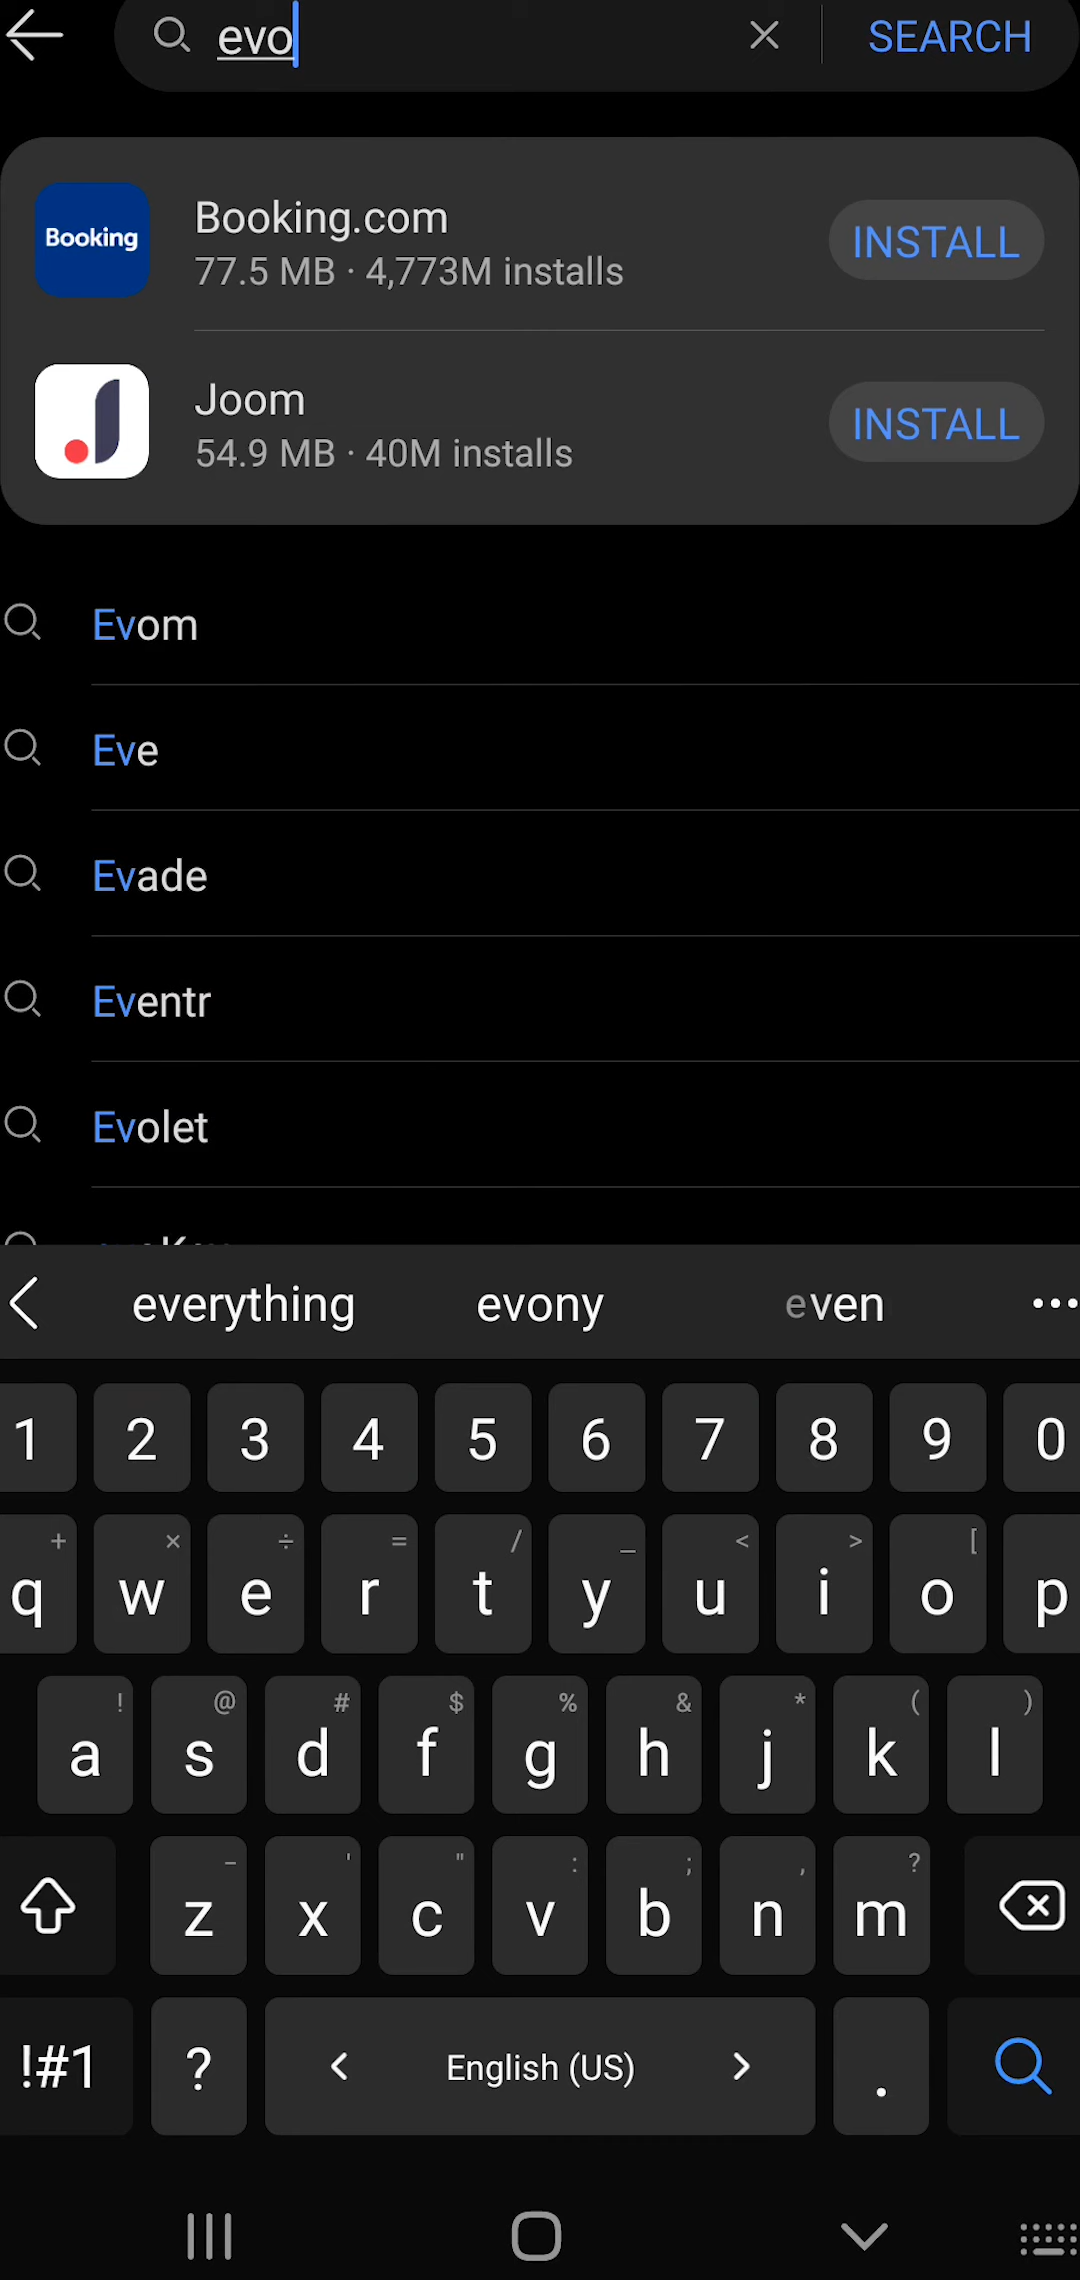 evo
SEARCH
Booking
Booking.com
77.5 MB · 4,773M installs
INSTALL
Joom
54.9 MB · 40M installs
INSTALL
Evom
Eve
Evade
Eventr
Evolet
everything evony even
1 2 3 4 5 6 7 8 9 0
+ × ÷ = / _ < > [
q w e r t y u i o p
! @ # $ % & * ( )
a s d f g h j k l
- ' " : ; , ?
z x c v b n m
!#1 ? < English (US) > .